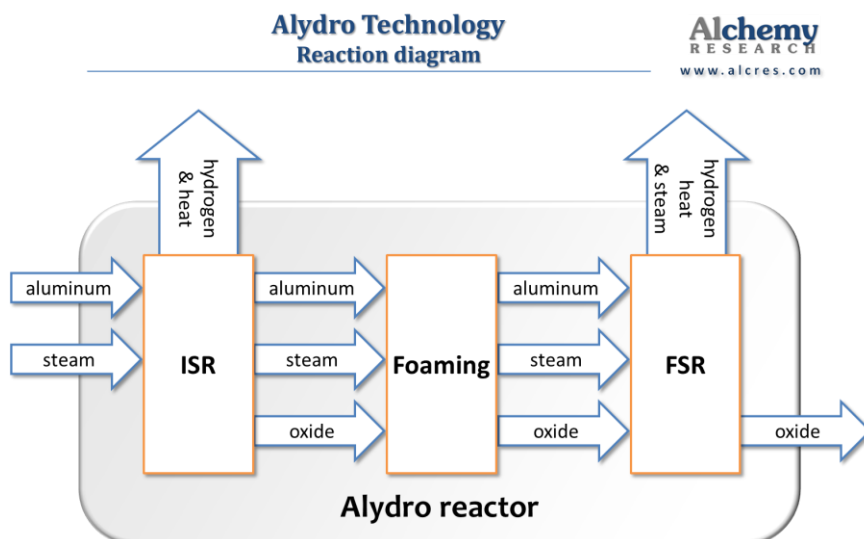 Alydro Technology
Reaction diagram
Alchemy
RESEARCH
www.alcres.com
hydrogen
& heat
hydrogen
heat
& steam
aluminum
aluminum
aluminum
steam
ISR
steam
Foaming
steam
FSR
oxide
oxide
oxide
Alydro reactor